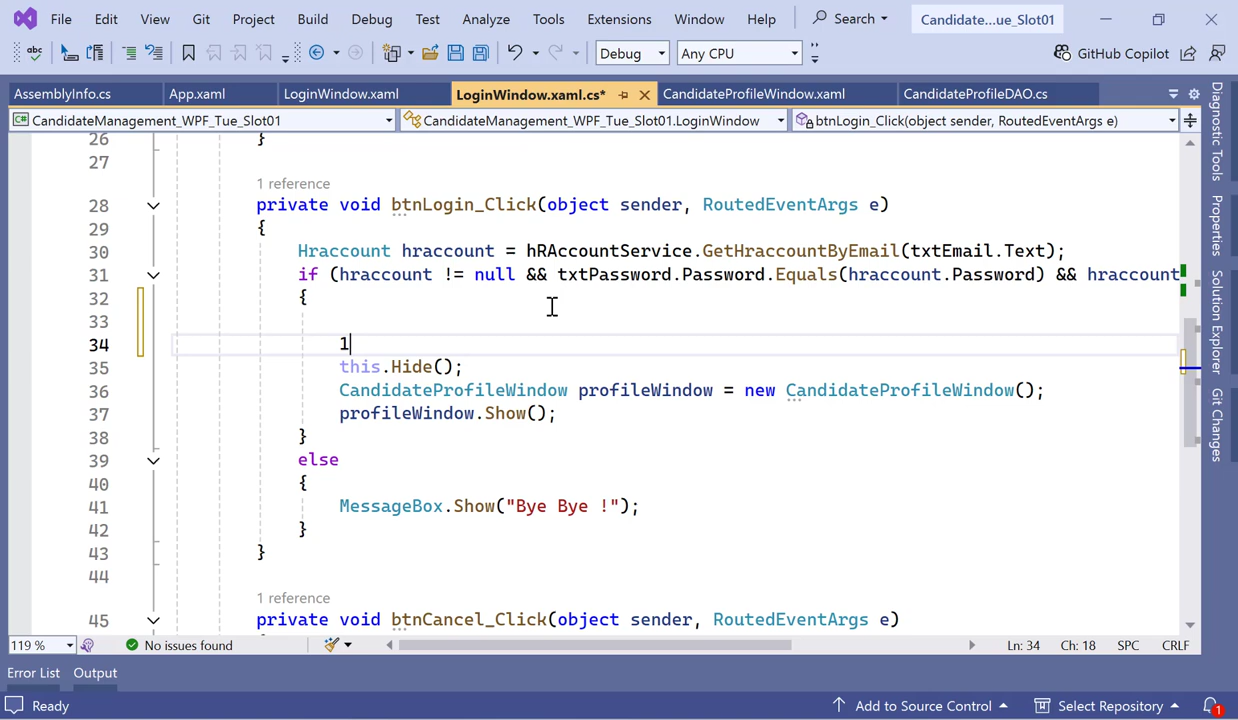 File Edit View Git Project Build Debug Test Analyze Tools Extensions Window Help Search Candidate...ue_Slot01
abc Debug Any CPU GitHub Copilot
AssemblyInfo.cs App.xaml LoginWindow.xaml LoginWindow.xaml.cs* CandidateProfileWindow.xaml CandidateProfileDAO.cs
C# CandidateManagement_WPF_Tue_Slot01 CandidateManagement_WPF_Tue_Slot01.LoginWindow btnLogin_Click(object sender, RoutedEventArgs e)
26 }
27
1 reference
28 private void btnLogin_Click(object sender, RoutedEventArgs e)
29 {
30 Hraccount hraccount = hRAccountService.GetHraccountByEmail(txtEmail.Text);
31 if (hraccount != null && txtPassword.Password.Equals(hraccount.Password) && hraccount
32 {
33
34 1
35 this.Hide();
36 CandidateProfileWindow profileWindow = new CandidateProfileWindow();
37 profileWindow.Show();
38 }
39 else
40 {
41 MessageBox.Show("Bye Bye !");
42 }
43 }
44
1 reference
45 private void btnCancel_Click(object sender, RoutedEventArgs e)
119 % No issues found Ln: 34 Ch: 18 SPC CRLF
Error List Output
Ready Add to Source Control Select Repository 1
Diagnostic Tools
Properties
Solution Explorer
Git Changes